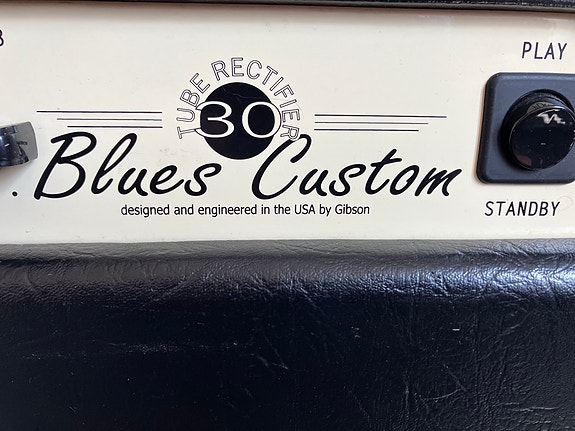 PLAY
TUBE RECTIFIER
30
Blues Custom
designed and engineered in the USA by Gibson
STANDBY